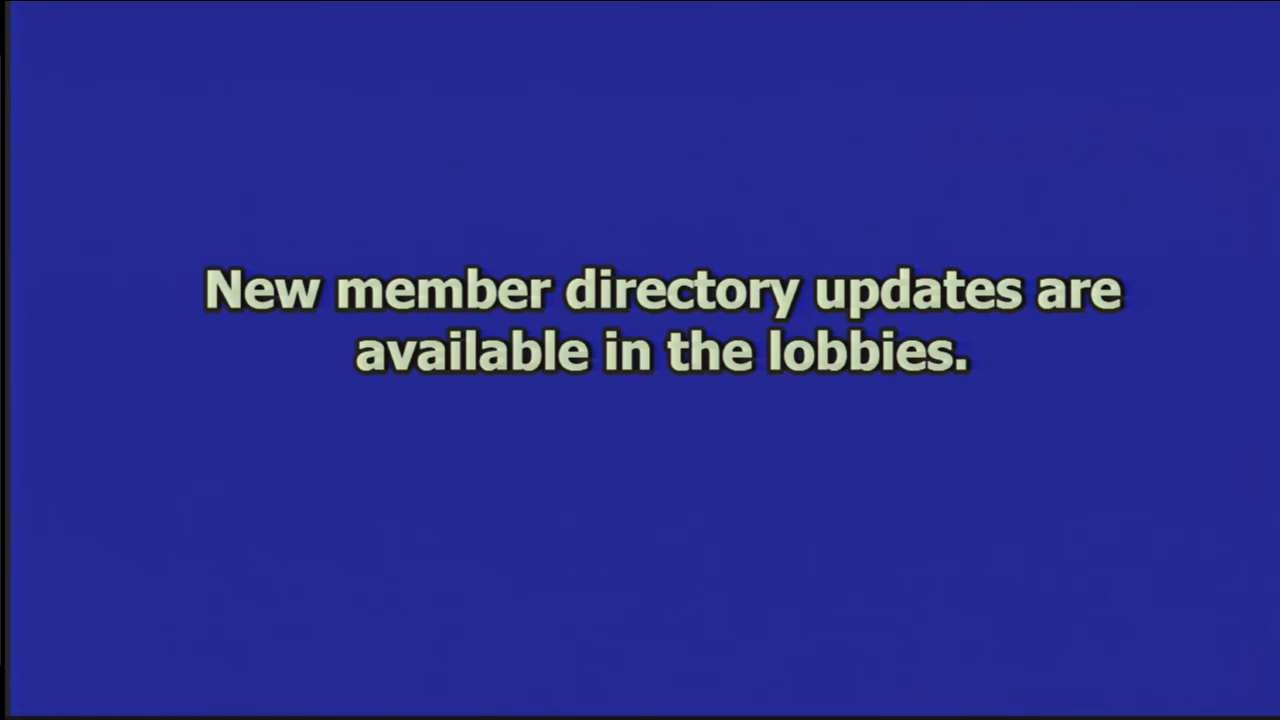 New member directory updates are
available in the lobbies.